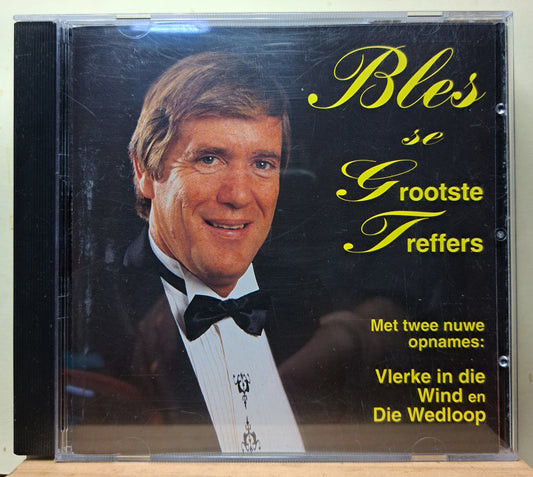 Bles
se
Grootste
Treffers
Met twee nuwe
opnames:
Vlerke in die
Wind en
Die Wedloop